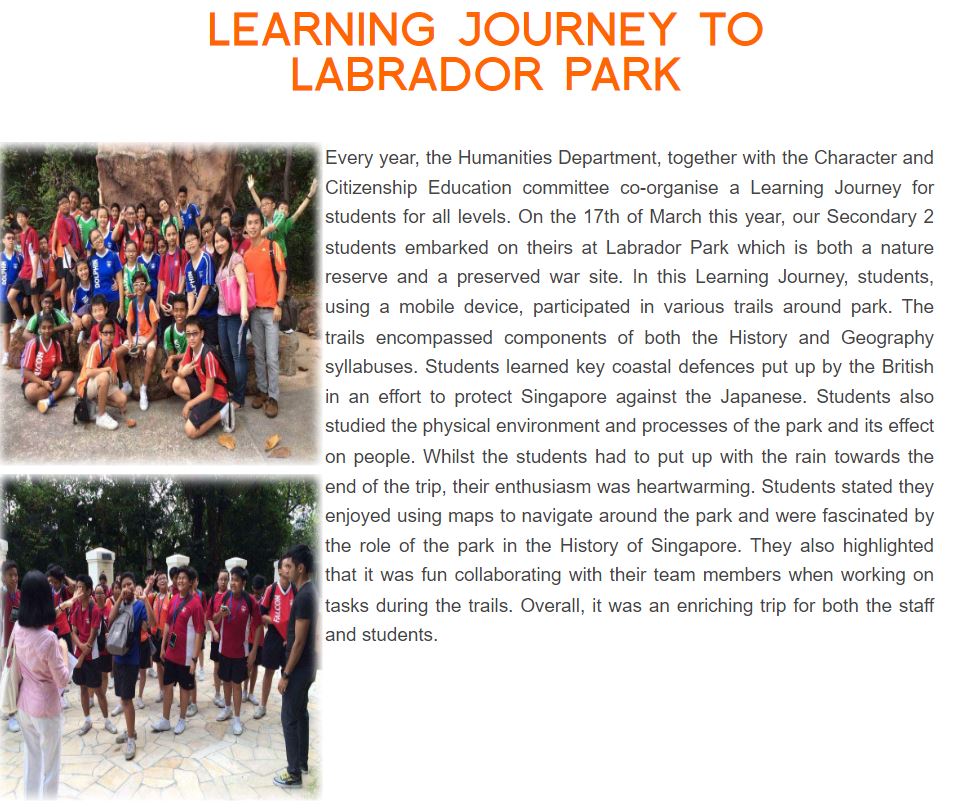 LEARNING JOURNEY TO
LABRADOR PARK
Every year, the Humanities Department, together with the Character and
Citizenship Education committee co-organise a Learning Journey for
students for all levels. On the 17th of March this year, our Secondary 2
students embarked on theirs at Labrador Park which is both a nature
reserve and a preserved war site. In this Learning Journey, students,
using a mobile device, participated in various trails around park. The
trails encompassed components of both the History and Geography
syllabuses. Students learned key coastal defences put up by the British
in an effort to protect Singapore against the Japanese. Students also
studied the physical environment and processes of the park and its effect
on people. Whilst the students had to put up with the rain towards the
end of the trip, their enthusiasm was heartwarming. Students stated they
enjoyed using maps to navigate around the park and were fascinated by
the role of the park in the History of Singapore. They also highlighted
that it was fun collaborating with their team members when working on
tasks during the trails. Overall, it was an enriching trip for both the staff
and students.
DOLPHIN
DOLPHIN
FALCON
FALCON